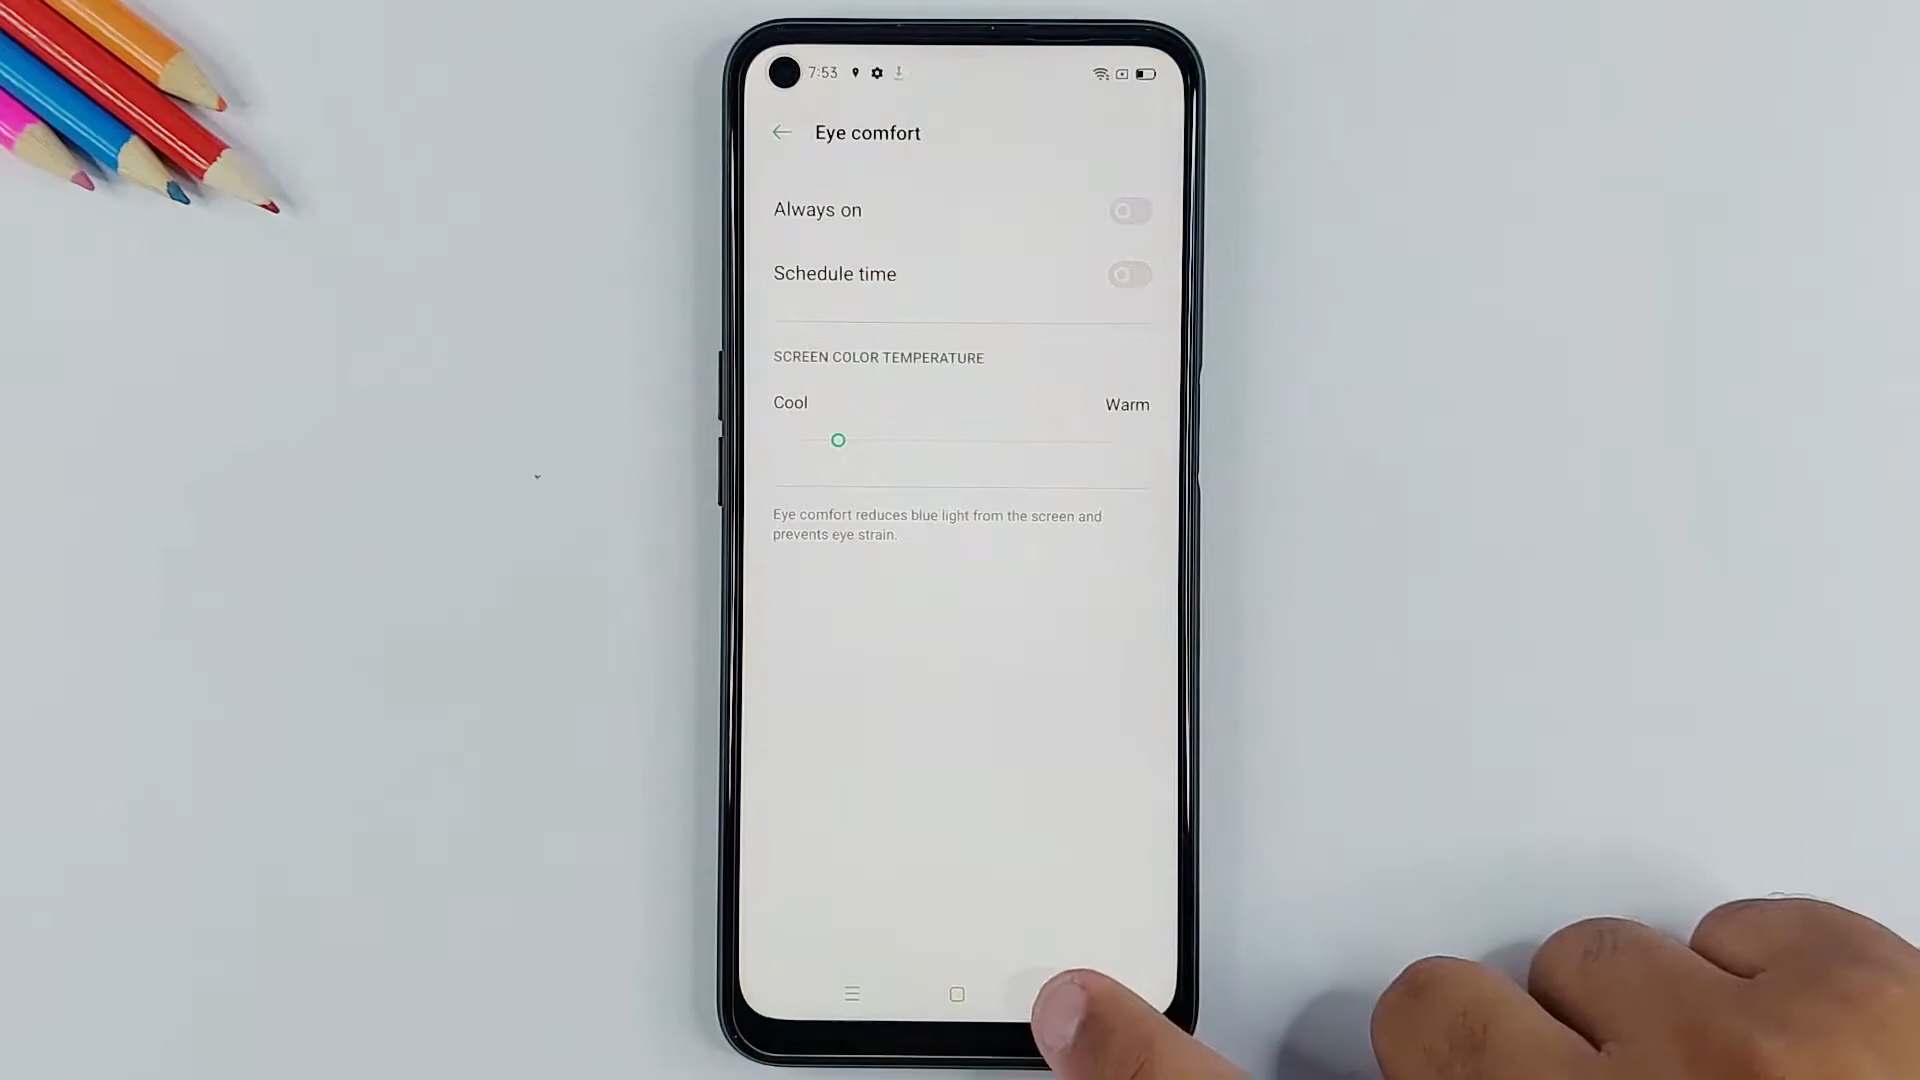 7:53
Eye comfort
Always on
Schedule time
SCREEN COLOR TEMPERATURE
Cool Warm
Eye comfort reduces blue light from the screen and
prevents eye strain.